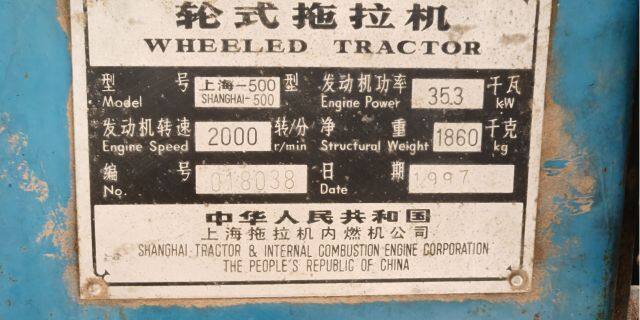 轮式拖拉机
WHEELED TRACTOR
型 号 上海-500 型 发动机功率 35.3 千瓦
Model SHANGHAI-500 Engine Power kW
发动机转速 2000 转/分 净 重 1860 千克
Engine Speed r/min Structural Weight kg
编 号 018038 日 期 1997
No. Date
中华人民共和国
上海拖拉机内燃机公司
SHANGHAI TRACTOR & INTERNAL COMBUSTION ENGINE CORPORATION
THE PEOPLE'S REPUBLIC OF CHINA